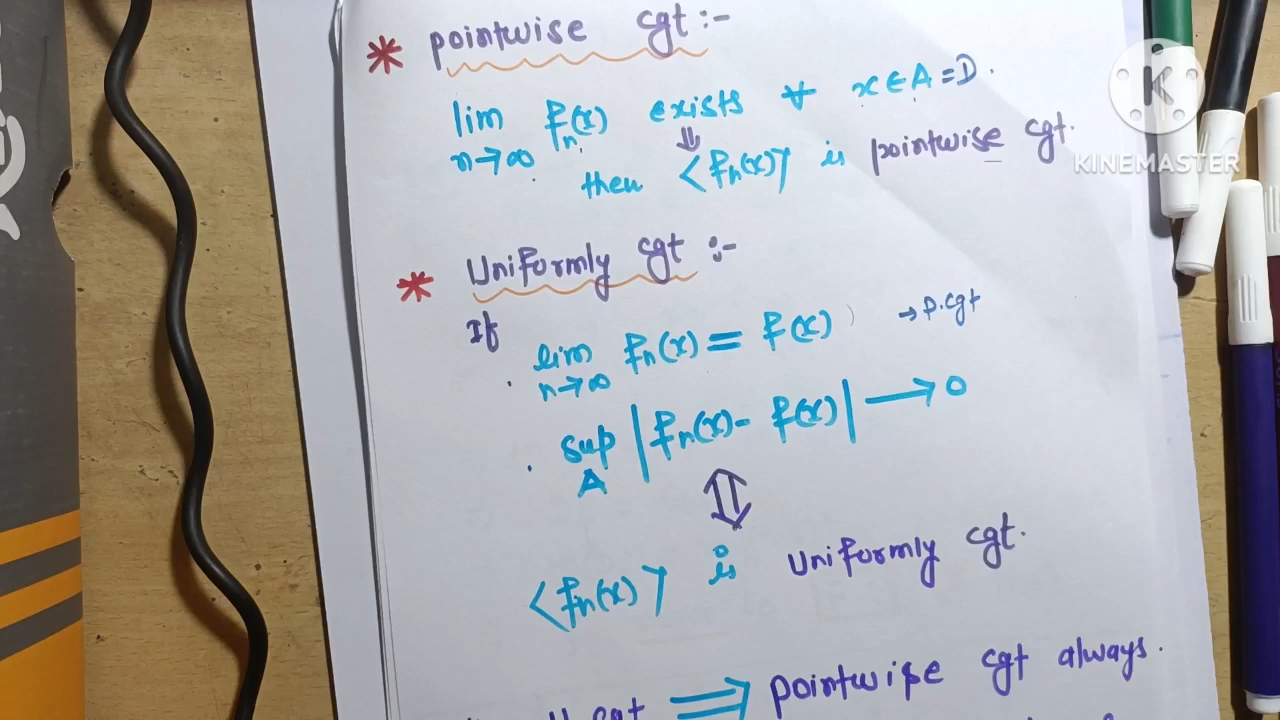 * pointwise cgt :-
lim fn(x) exists ∀ x ∈ A = D.
n→∞
⇓
then <fn(x)> is pointwise cgt.
K
KINEMASTER
* Uniformly cgt :-
If
lim fn(x) = f(x) → P.cgt
n→∞
. sup |fn(x) - f(x)| → 0
A
⇕
<fn(x)> is uniformly cgt.
cgt ⇒ pointwise cgt always.